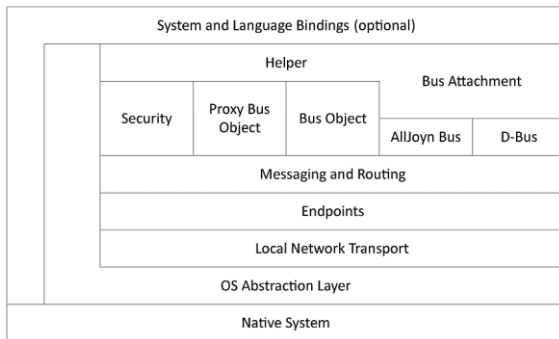 System and Language Bindings (optional)
Helper
Bus Attachment
Security
Proxy Bus
Object
Bus Object
AllJoyn Bus
D-Bus
Messaging and Routing
Endpoints
Local Network Transport
OS Abstraction Layer
Native System